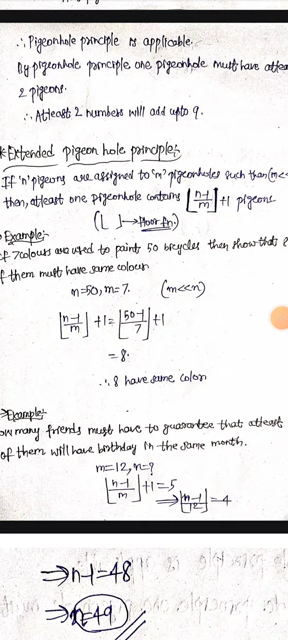 ∴ Pigeonhole principle is applicable.
By pigeonhole principle one pigeonhole must have atlea
2 pigeons.
∴ Atleast 2 numbers will add upto 9.
* Extended pigeon hole principle:-
If 'n' pigeons are assigned to 'm' pigeonholes such than (m<<
then, atleast one pigeonhole contains ⌊n-1/m⌋+1 pigeons
(⌊ ⌋→ floor fn)
Example:-
if 7 colours are used to paint 50 bicycles then show that 8
f them must have same colour.
n=50, m=7. (m<<n)
⌊n-1/m⌋+1 = ⌊50-1/7⌋+1
= 8.
∴ 8 have same color
→Example:-
ow many friends must have to guarantee that atleast
of them will have birthday in the same month.
m=12, n=?
⌊n-1/m⌋+1=5
⇒⌊n-1/12⌋=4
⇒n-1=48
⇒n=49